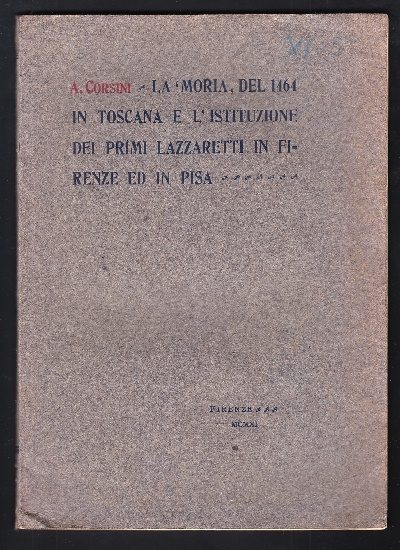 A. CORSINI - LA 'MORIA, DEL 1464
IN TOSCANA E L'ISTITUZIONE
DEI PRIMI LAZZARETTI IN FI-
RENZE ED IN PISA
FIRENZE
MCMXI